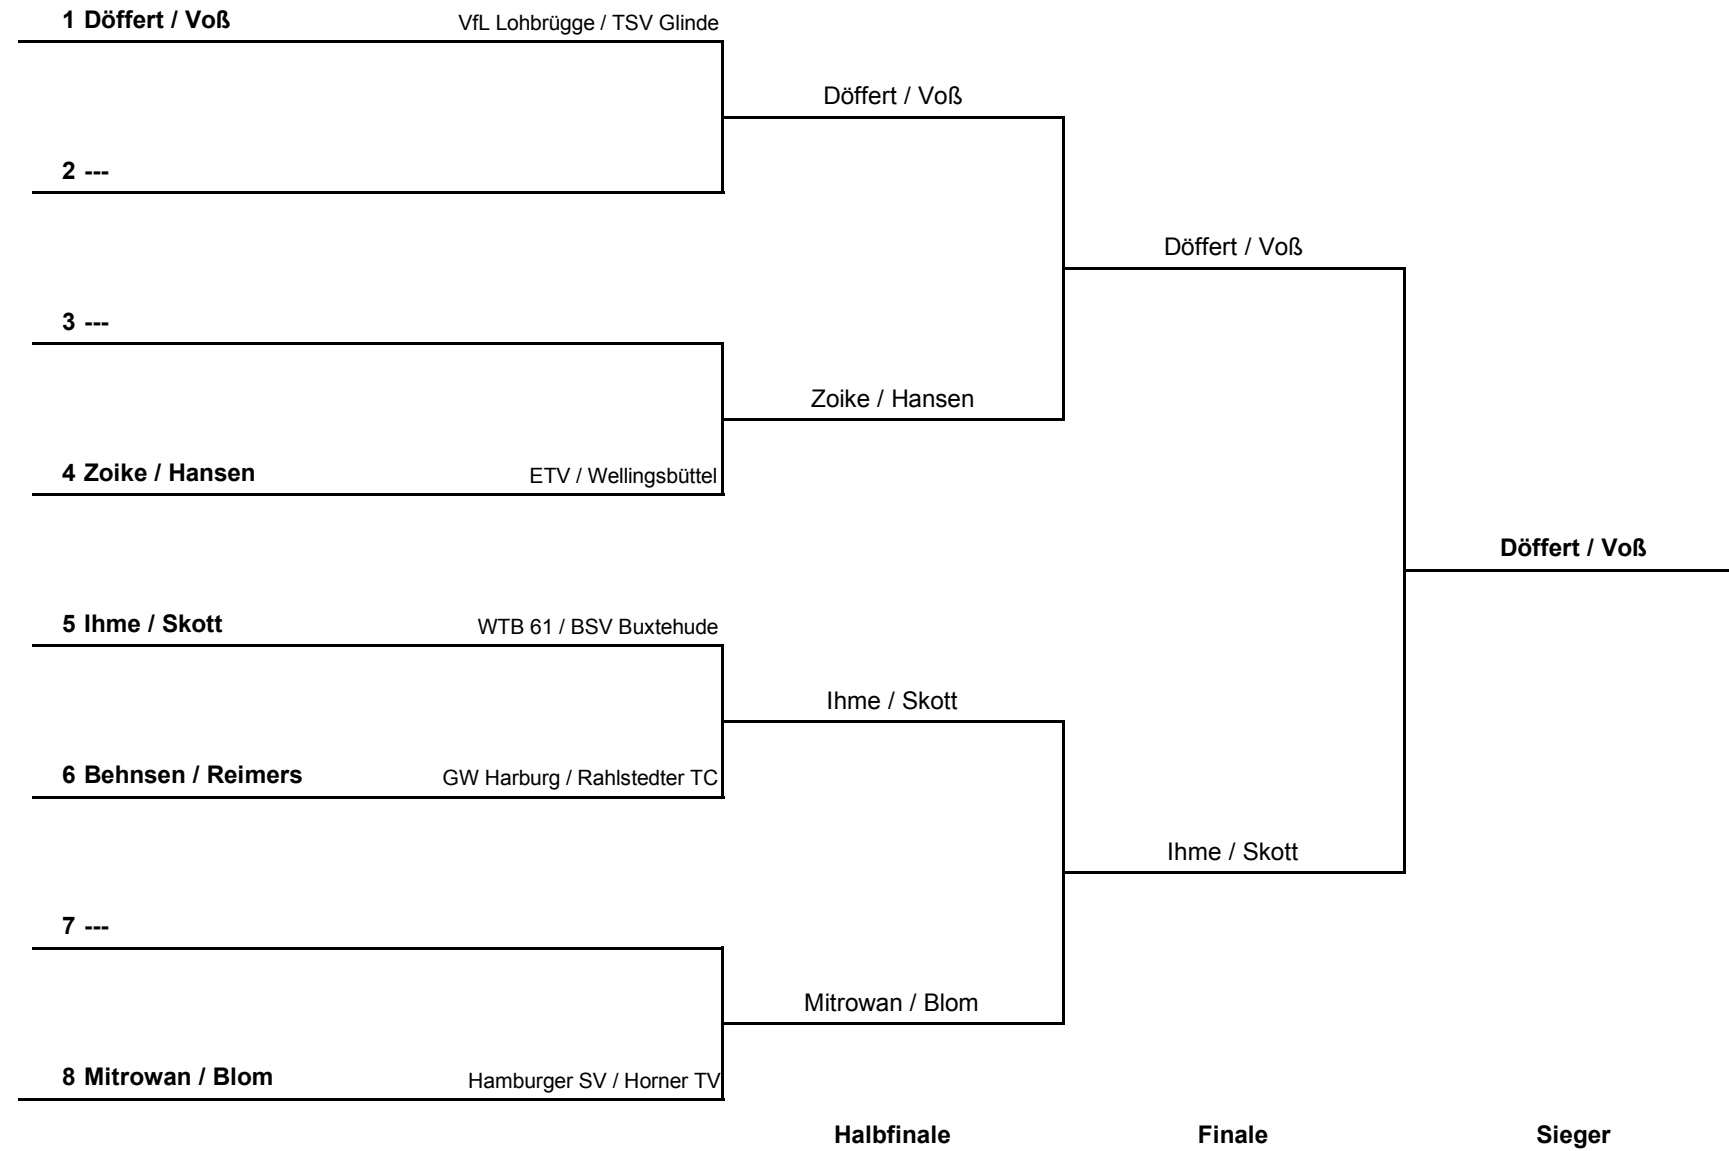 1 Döffert / Voß VfL Lohbrügge / TSV Glinde
Döffert / Voß
2 ---
Döffert / Voß
3 ---
Zoike / Hansen
4 Zoike / Hansen ETV / Wellingsbüttel
Döffert / Voß
5 Ihme / Skott WTB 61 / BSV Buxtehude
Ihme / Skott
6 Behnsen / Reimers GW Harburg / Rahlstedter TC
Ihme / Skott
7 ---
Mitrowan / Blom
8 Mitrowan / Blom Hamburger SV / Horner TV
Halbfinale Finale Sieger